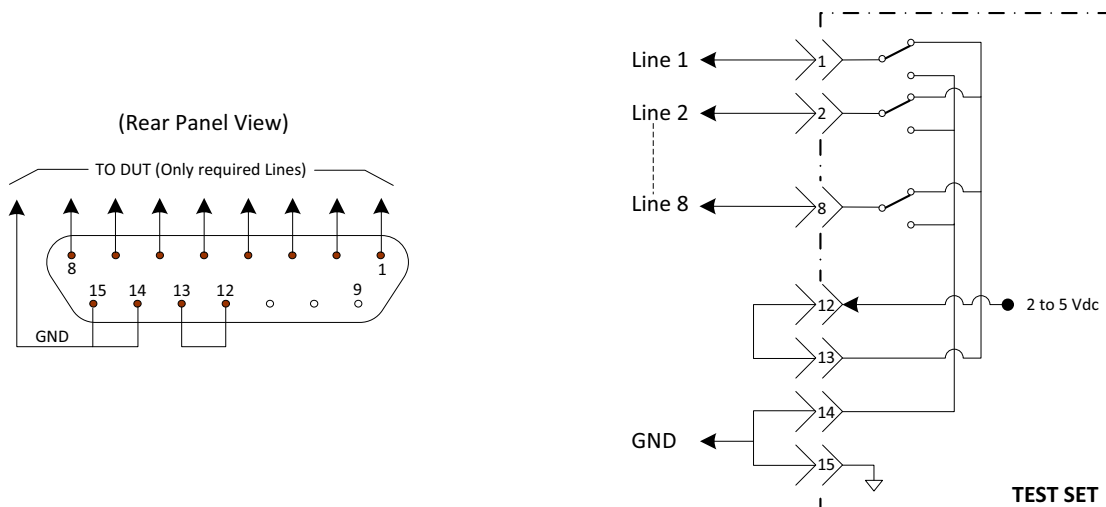 (Rear Panel View)
TO DUT (Only required Lines)
8
1
15
14
13
12
9
GND
Line 1
1
Line 2
2
Line 8
8
12
2 to 5 Vdc
13
14
GND
15
TEST SET